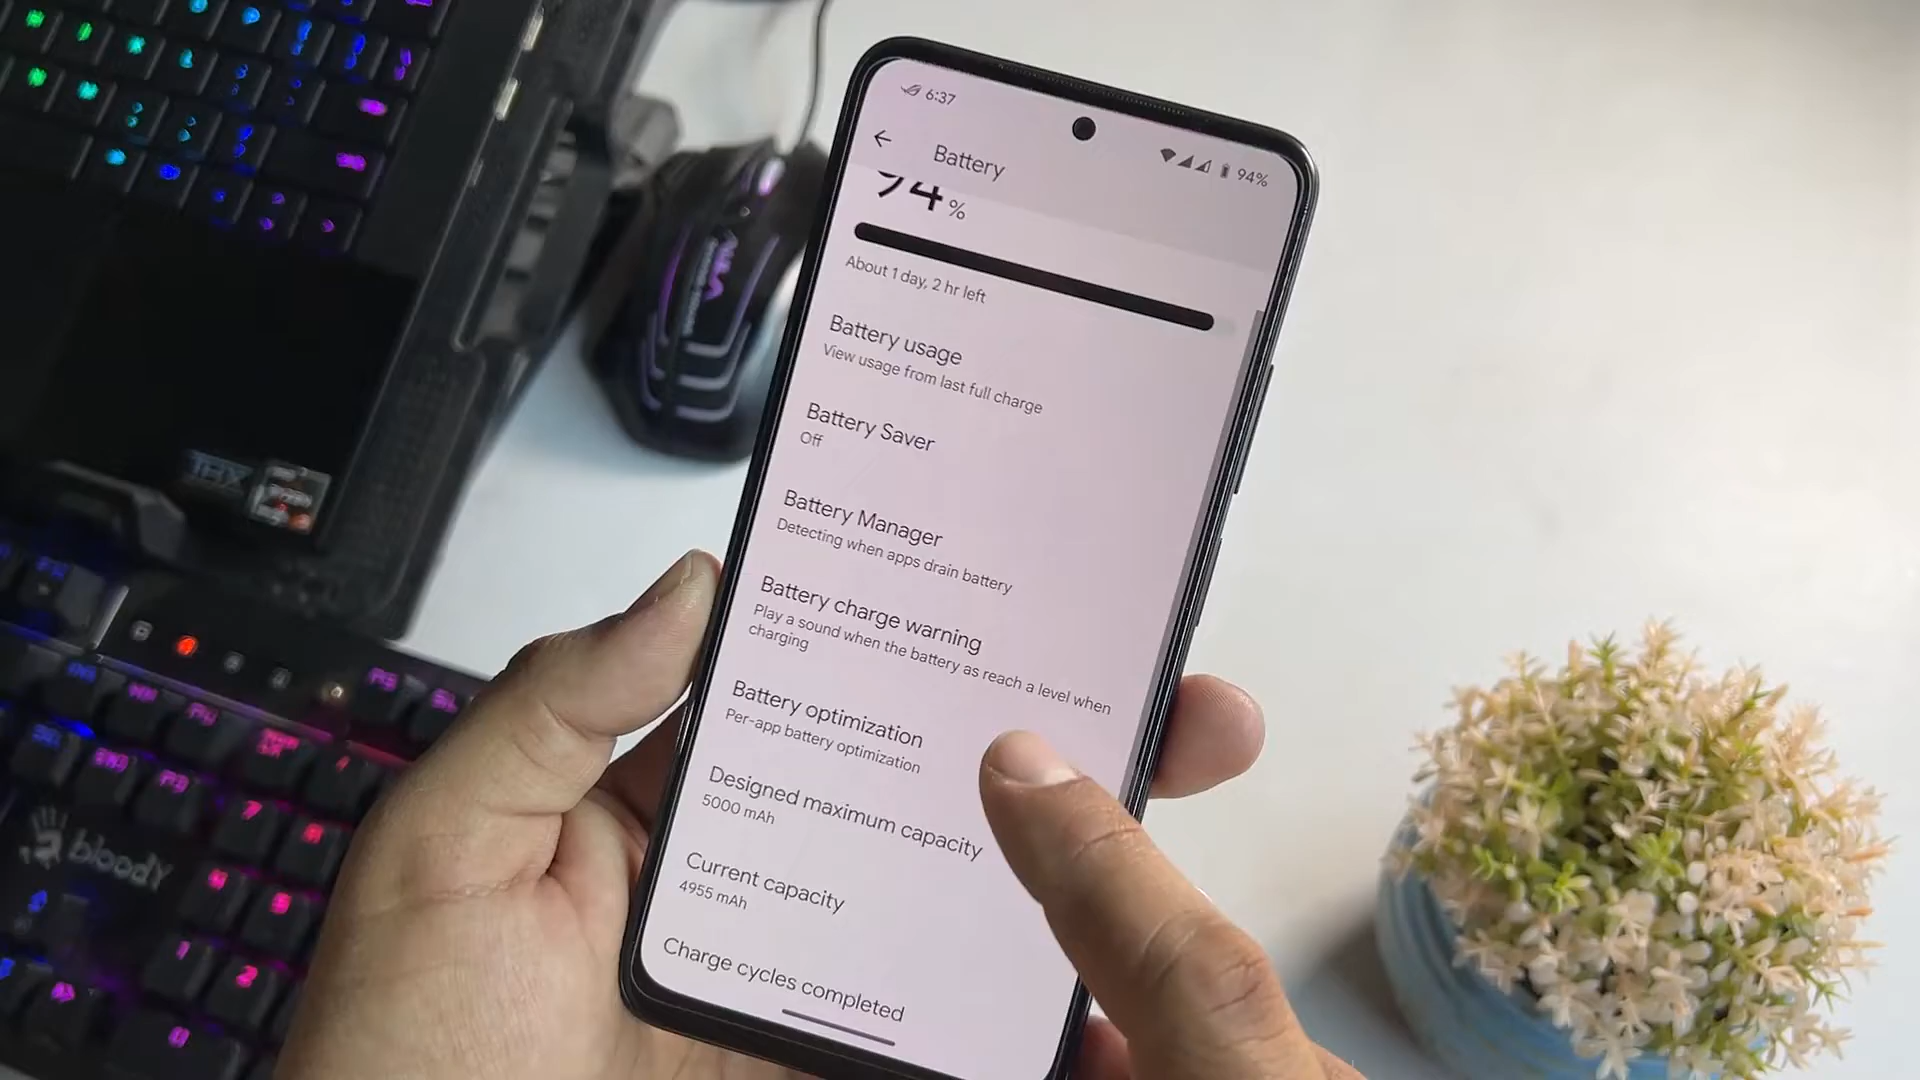 6:37
94%
Battery
94%
About 1 day, 2 hr left
Battery usage
View usage from last full charge
Battery Saver
Off
Battery Manager
Detecting when apps drain battery
Battery charge warning
Play a sound when the battery as reach a level when
charging
Battery optimization
Per-app battery optimization
Designed maximum capacity
5000 mAh
Current capacity
4955 mAh
Charge cycles completed
bloody